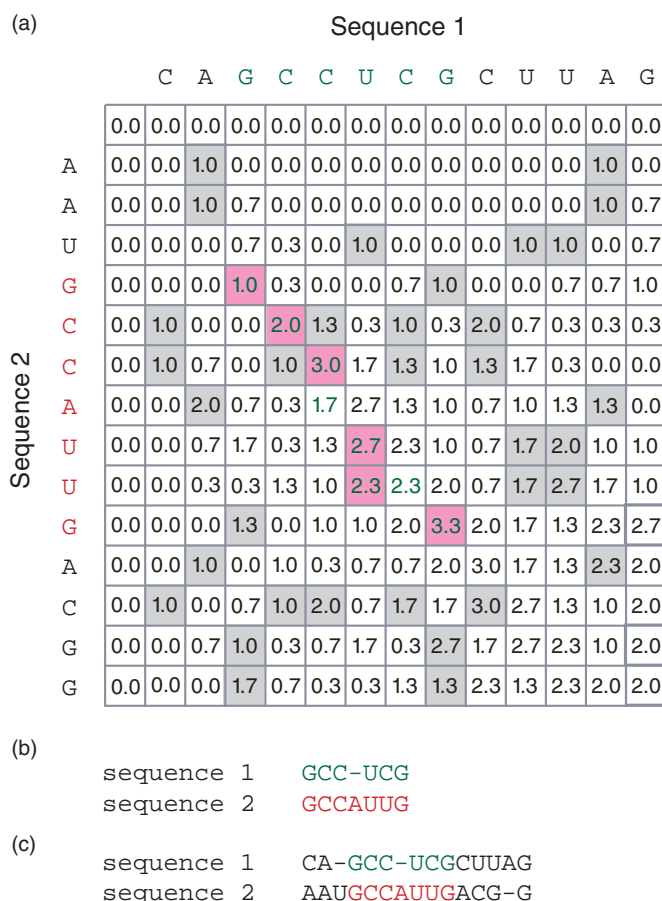 (a)
Sequence 1
C A G C C U C G C U U A G
0.0 0.0 0.0 0.0 0.0 0.0 0.0 0.0 0.0 0.0 0.0 0.0 0.0 0.0
A 0.0 0.0 1.0 0.0 0.0 0.0 0.0 0.0 0.0 0.0 0.0 0.0 1.0 0.0
A 0.0 0.0 1.0 0.7 0.0 0.0 0.0 0.0 0.0 0.0 0.0 0.0 1.0 0.7
U 0.0 0.0 0.0 0.7 0.3 0.0 1.0 0.0 0.0 0.0 1.0 1.0 0.0 0.7
G 0.0 0.0 0.0 1.0 0.3 0.0 0.0 0.7 1.0 0.0 0.0 0.7 0.7 1.0
C 0.0 1.0 0.0 0.0 2.0 1.3 0.3 1.0 0.3 2.0 0.7 0.3 0.3 0.3
C 0.0 1.0 0.7 0.0 1.0 3.0 1.7 1.3 1.0 1.3 1.7 0.3 0.0 0.0
A 0.0 0.0 2.0 0.7 0.3 1.7 2.7 1.3 1.0 0.7 1.0 1.3 1.3 0.0
U 0.0 0.0 0.7 1.7 0.3 1.3 2.7 2.3 1.0 0.7 1.7 2.0 1.0 1.0
U 0.0 0.0 0.3 0.3 1.3 1.0 2.3 2.3 2.0 0.7 1.7 2.7 1.7 1.0
G 0.0 0.0 0.0 1.3 0.0 1.0 1.0 2.0 3.3 2.0 1.7 1.3 2.3 2.7
A 0.0 0.0 1.0 0.0 1.0 0.3 0.7 0.7 2.0 3.0 1.7 1.3 2.3 2.0
C 0.0 1.0 0.0 0.7 1.0 2.0 0.7 1.7 1.7 3.0 2.7 1.3 1.0 2.0
G 0.0 0.0 0.7 1.0 0.3 0.7 1.7 0.3 2.7 1.7 2.7 2.3 1.0 2.0
G 0.0 0.0 0.0 1.7 0.7 0.3 0.3 1.3 1.3 2.3 1.3 2.3 2.0 2.0
Sequence 2
(b)
sequence 1 GCC-UCG
sequence 2 GCCAUUG
(c)
sequence 1 CA-GCC-UCGCUUAG
sequence 2 AAUGCCAUUGACG-G